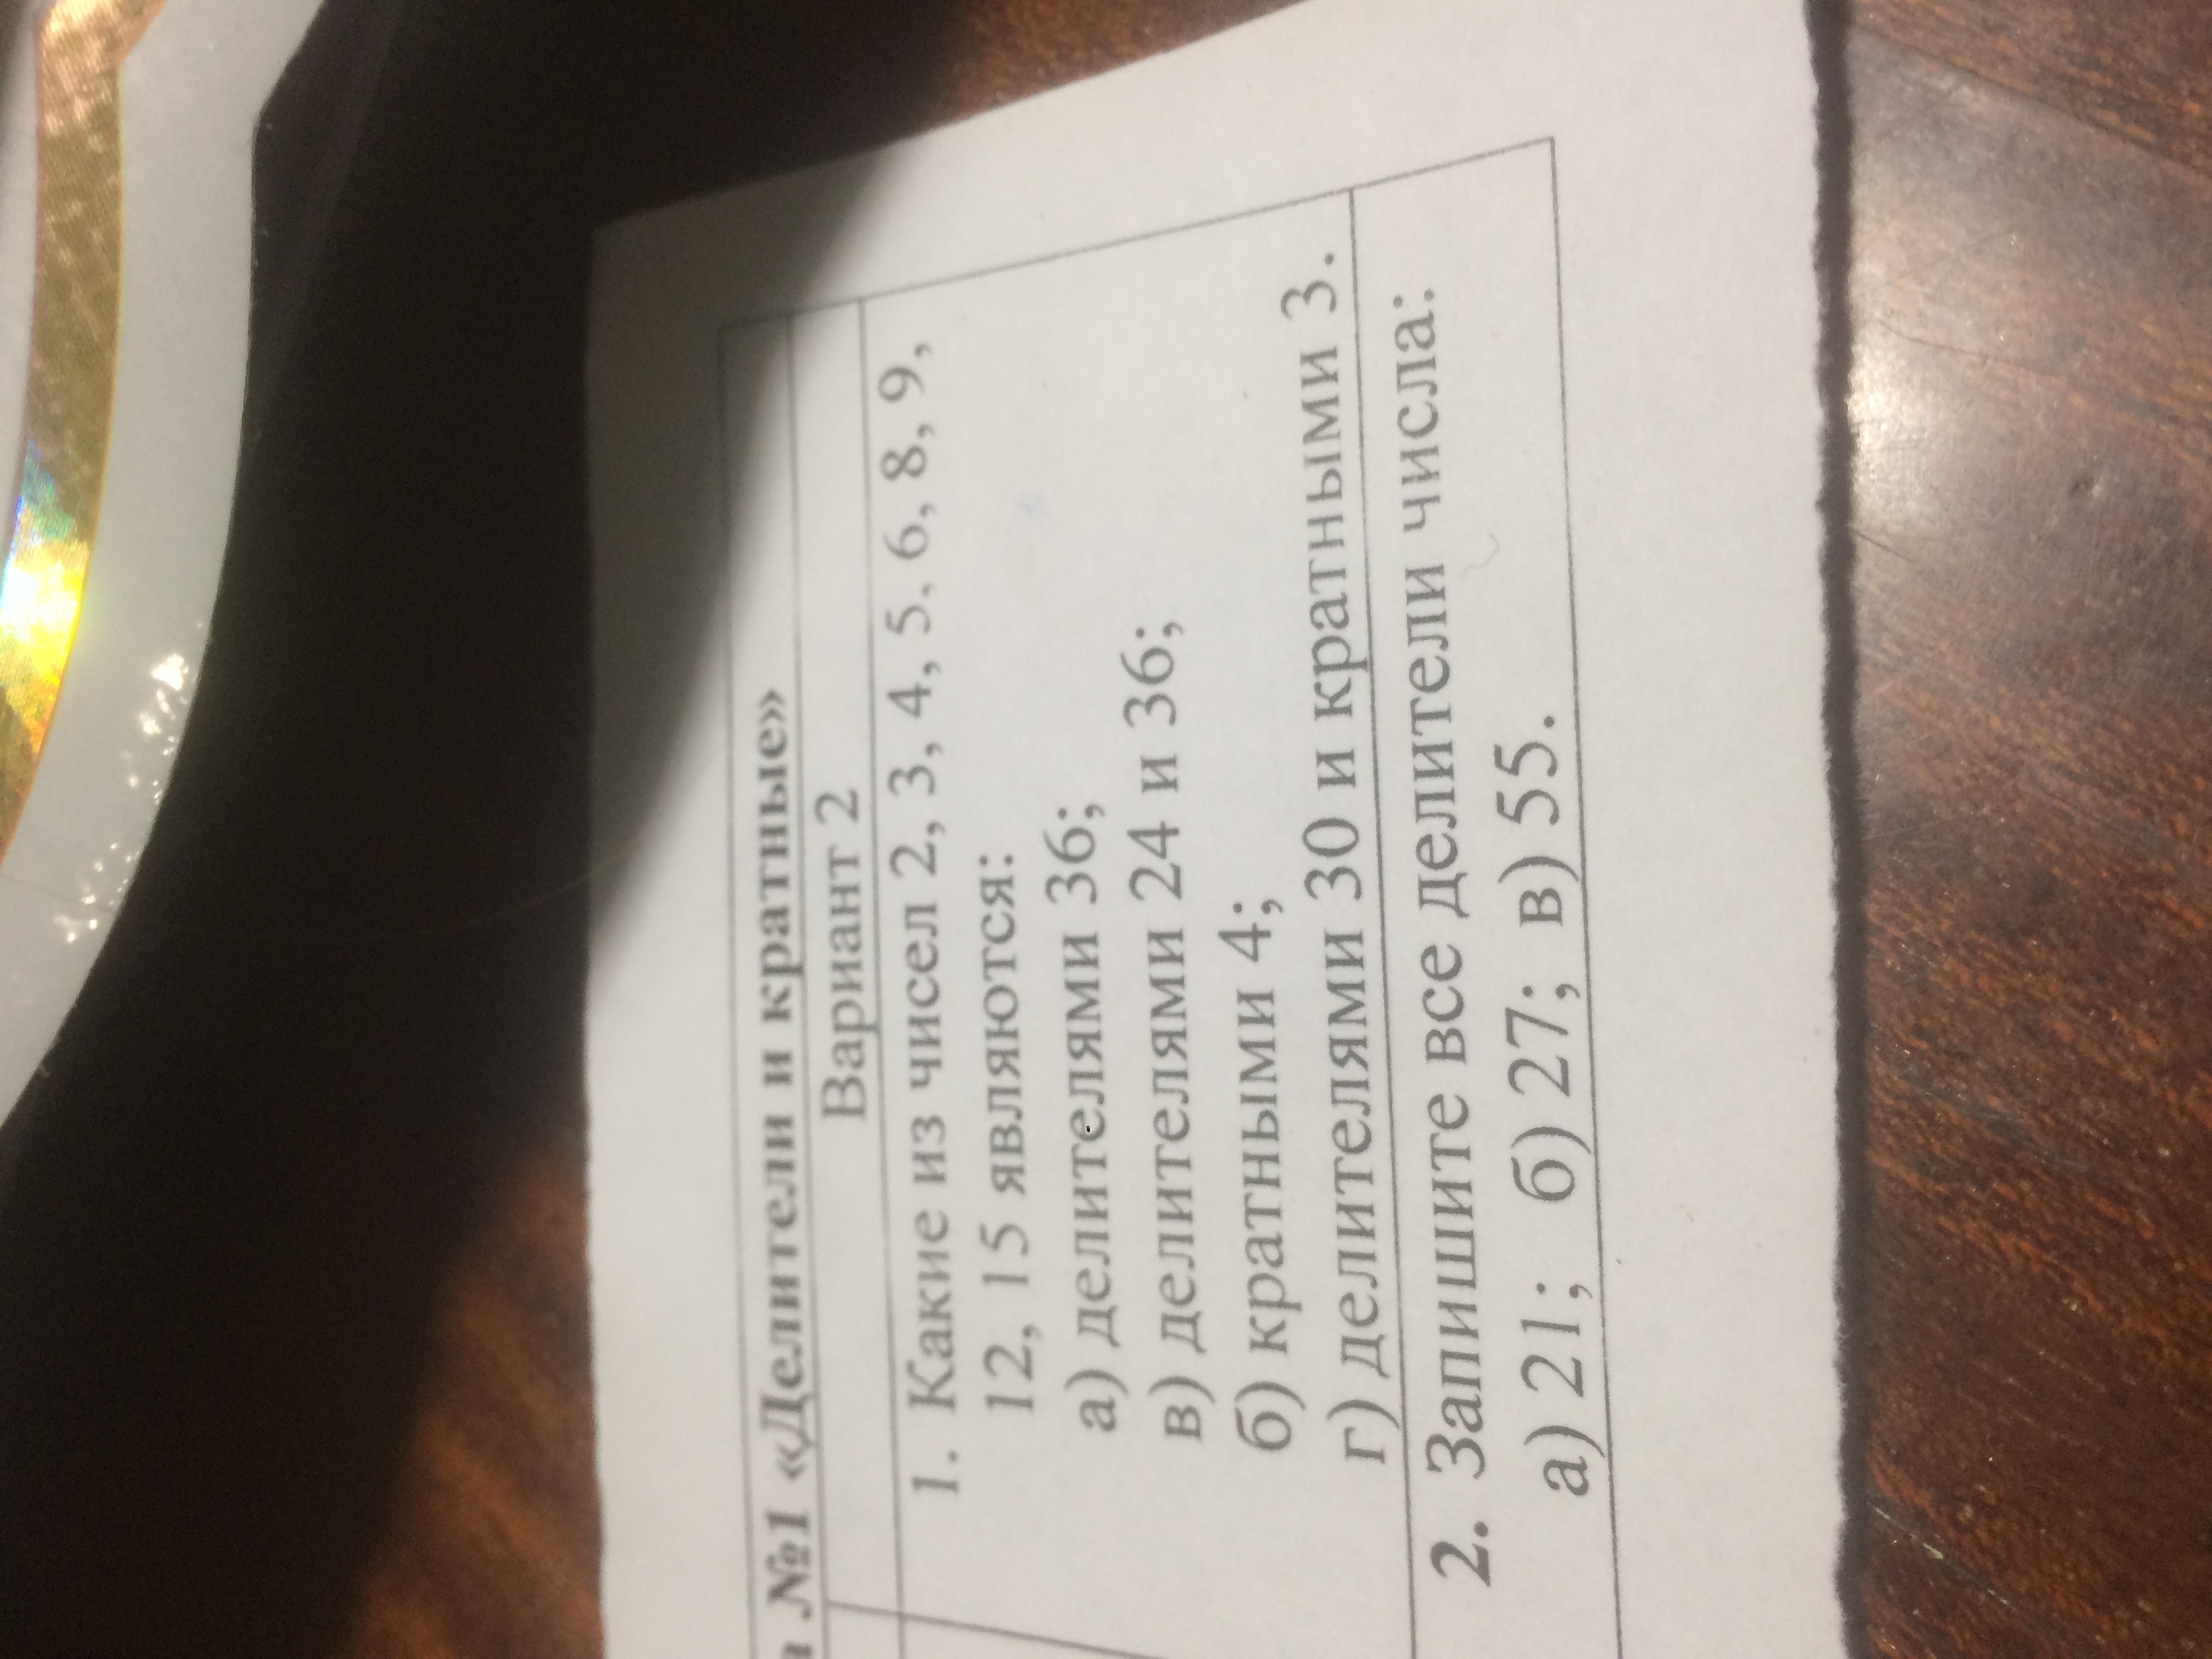 №1 «Делители и кратные»
Вариант 2
1. Какие из чисел 2, 3, 4, 5, 6, 8, 9,
12, 15 являются:
а) делителями 36;
в) делителями 24 и 36;
б) кратными 4;
г) делителями 30 и кратными 3.
2. Запишите все делители числа:
а) 21; б) 27; в) 55.